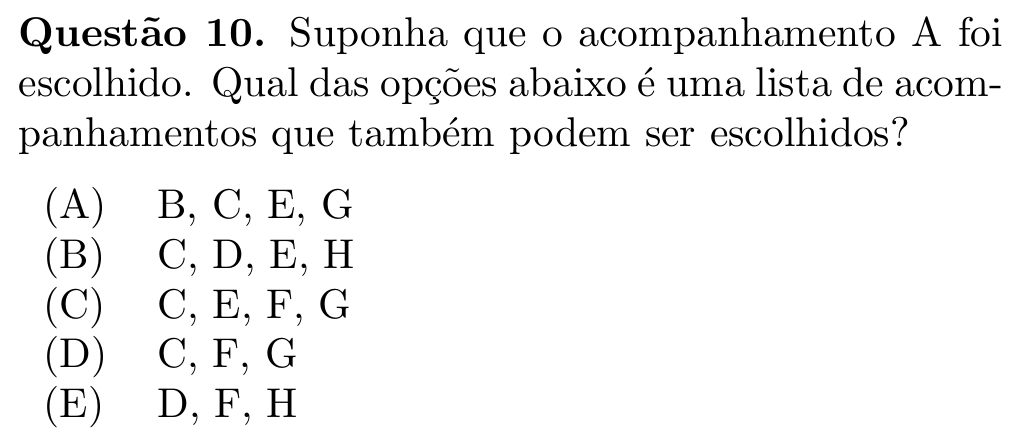 Questão 10. Suponha que o acompanhamento A foi
escolhido. Qual das opções abaixo é uma lista de acom-
panhamentos que também podem ser escolhidos?
(A) B, C, E, G
(B) C, D, E, H
(C) C, E, F, G
(D) C, F, G
(E) D, F, H